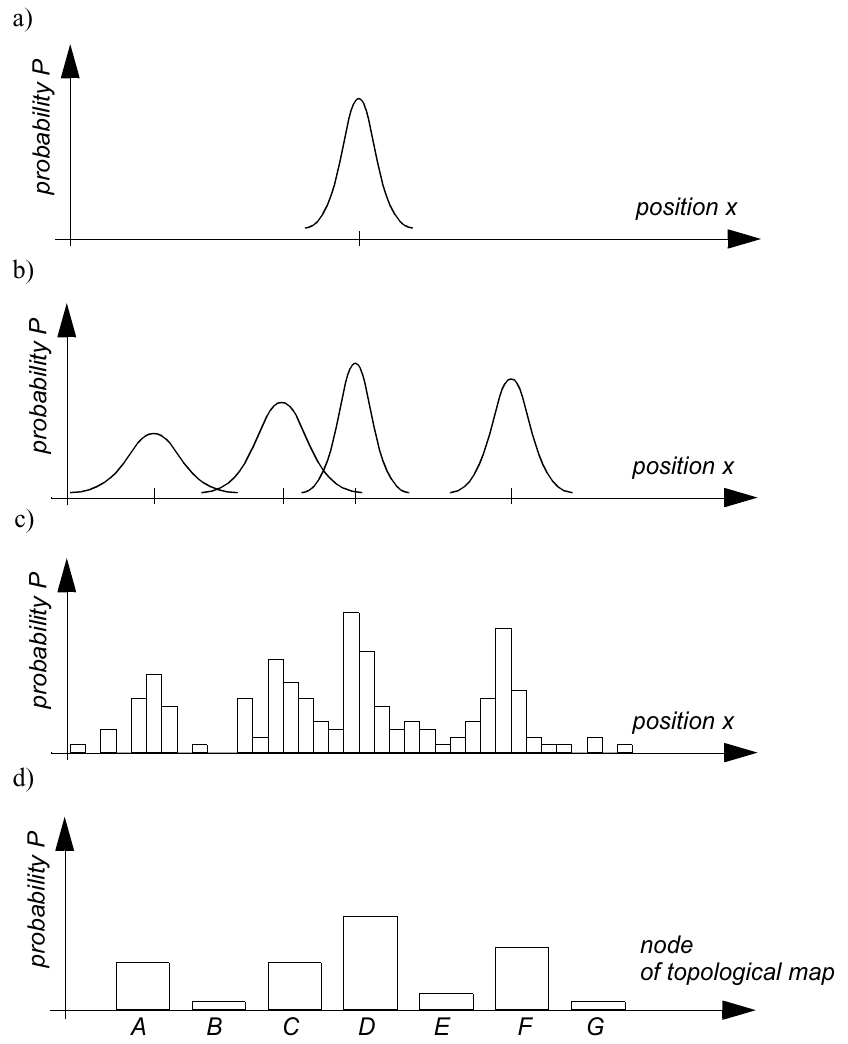 a)
probability P
position x
b)
probability P
position x
c)
probability P
position x
d)
probability P
node
of topological map
A B C D E F G